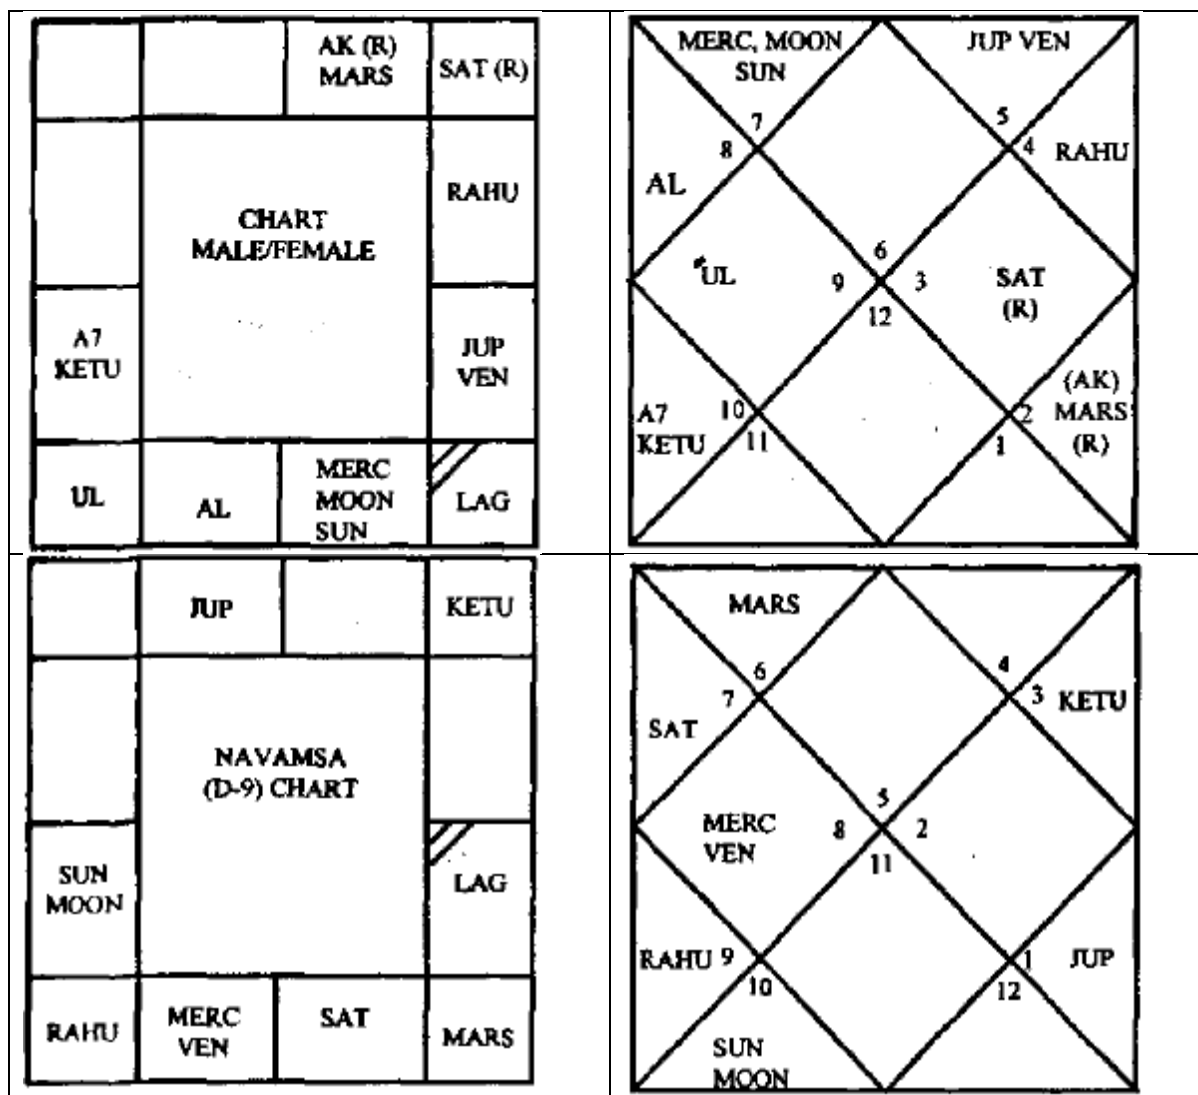 AK (R)
MARS
SAT (R)
RAHU
CHART
MALE/FEMALE
A7
KETU
JUP
VEN
UL
AL
MERC
MOON
SUN
LAG
MERC, MOON
SUN
JUP VEN
7
5
8
4
RAHU
AL
UL
6
9
3
12
SAT
(R)
(AK)
MARS
(R)
A7
KETU
10
11
2
1
JUP
KETU
NAVAMSA
(D-9) CHART
SUN
MOON
LAG
RAHU
MERC
VEN
SAT
MARS
MARS
6
4
7
3
KETU
SAT
MERC
VEN
5
8
2
11
RAHU
9
10
1
12
JUP
SUN
MOON